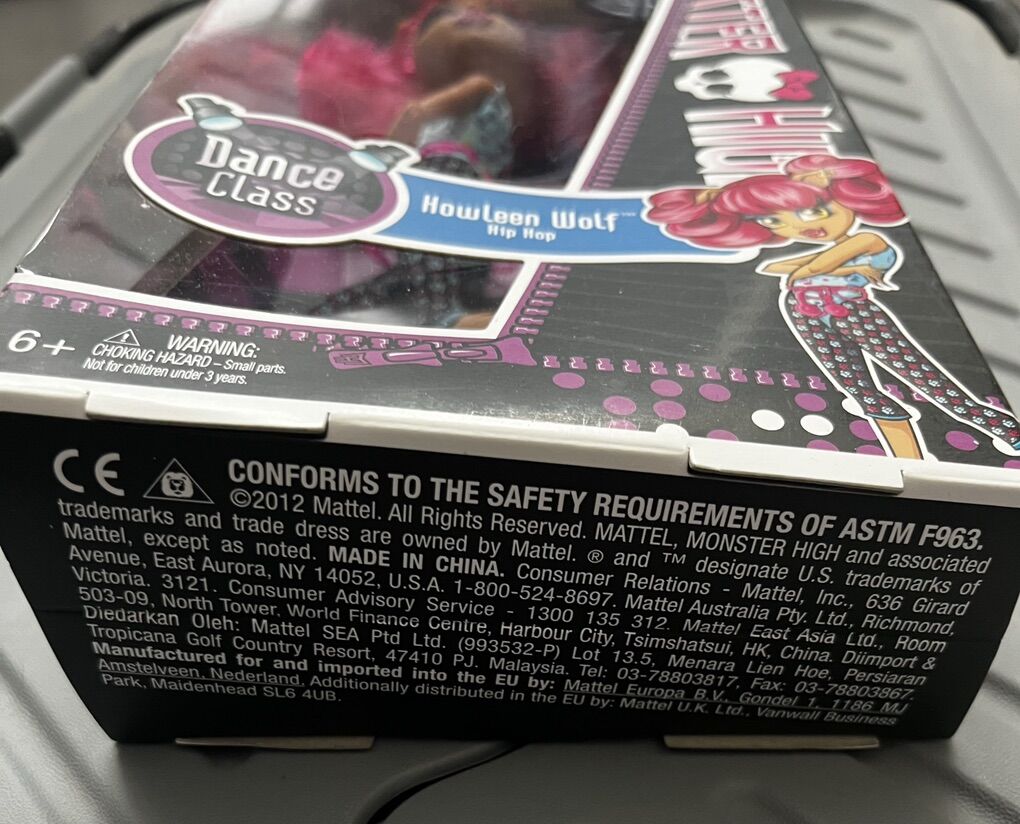 Dance
Class
Howleen Wolf™
Hip Hop
6+
WARNING:
CHOKING HAZARD – Small parts.
Not for children under 3 years.
CE
CONFORMS TO THE SAFETY REQUIREMENTS OF ASTM F963.
©2012 Mattel. All Rights Reserved. MATTEL, MONSTER HIGH and associated
trademarks and trade dress are owned by Mattel. ® and ™ designate U.S. trademarks of
Mattel, except as noted. MADE IN CHINA. Consumer Relations - Mattel, Inc., 636 Girard
Avenue, East Aurora, NY 14052, U.S.A. 1-800-524-8697. Mattel Australia Pty. Ltd., Richmond,
Victoria. 3121. Consumer Advisory Service - 1300 135 312. Mattel East Asia Ltd., Room
503-09, North Tower. World Finance Centre, Harbour City, Tsimshatsui, HK, China. Diimport &
Diedarkan Oleh: Mattel SEA Ptd Ltd. (993532-P) Lot 13.5, Menara Lien Hoe, Persiaran
Tropicana Golf Country Resort, 47410 PJ. Malaysia. Tel: 03-78803817, Fax: 03-78803867.
Manufactured for and imported into the EU by: Mattel Europa B.V., Gondel 1, 1186 MJ
Amstelveen, Nederland. Additionally distributed in the EU by: Mattel U.K. Ltd., Vanwall Business
Park, Maidenhead SL6 4UB.